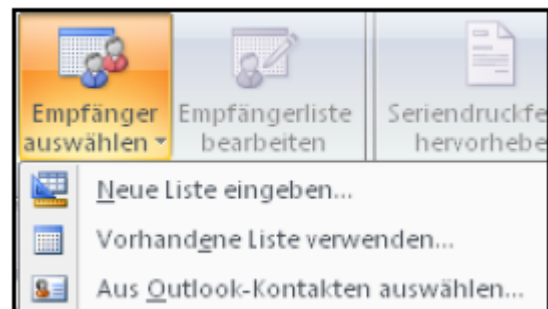 Empfänger Empfängerliste Seriendruckfe
auswählen bearbeiten hervorhebe
Neue Liste eingeben...
Vorhandene Liste verwenden...
Aus Outlook-Kontakten auswählen...